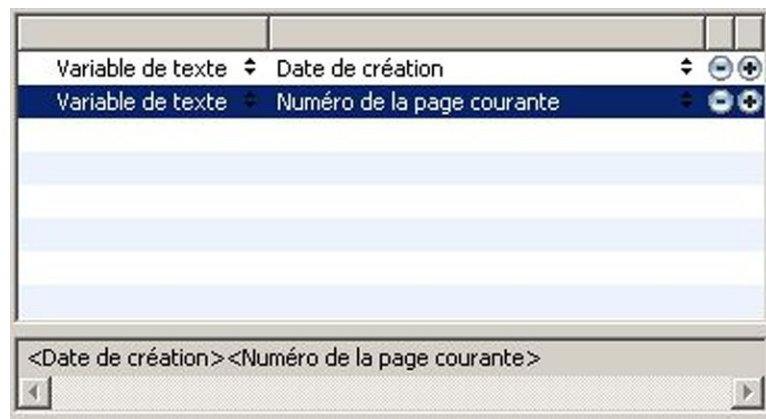 Variable de texte Date de création
Variable de texte Numéro de la page courante
<Date de création><Numéro de la page courante>